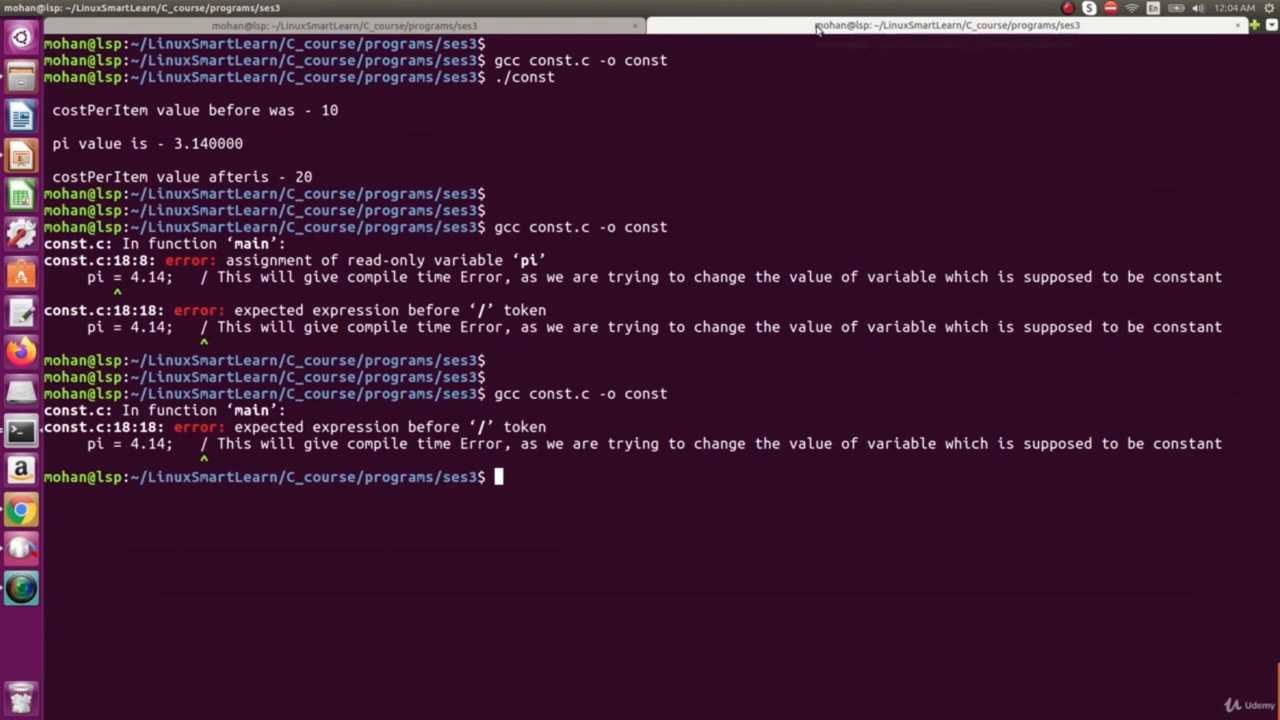 mohan@lsp: ~/LinuxSmartLearn/C_course/programs/ses3
En
12:04 AM
mohan@lsp: ~/LinuxSmartLearn/C_course/programs/ses3
mohan@lsp: ~/LinuxSmartLearn/C_course/programs/ses3
mohan@lsp:~/LinuxSmartLearn/C_course/programs/ses3$
mohan@lsp:~/LinuxSmartLearn/C_course/programs/ses3$ gcc const.c -o const
mohan@lsp:~/LinuxSmartLearn/C_course/programs/ses3$ ./const
costPerItem value before was - 10
pi value is - 3.140000
costPerItem value afteris - 20
mohan@lsp:~/LinuxSmartLearn/C_course/programs/ses3$
mohan@lsp:~/LinuxSmartLearn/C_course/programs/ses3$
mohan@lsp:~/LinuxSmartLearn/C_course/programs/ses3$ gcc const.c -o const
const.c: In function ‘main’:
const.c:18:8: error: assignment of read-only variable ‘pi’
pi = 4.14;   / This will give compile time Error, as we are trying to change the value of variable which is supposed to be constant
^
const.c:18:18: error: expected expression before ‘/’ token
pi = 4.14;   / This will give compile time Error, as we are trying to change the value of variable which is supposed to be constant
^
mohan@lsp:~/LinuxSmartLearn/C_course/programs/ses3$
mohan@lsp:~/LinuxSmartLearn/C_course/programs/ses3$
mohan@lsp:~/LinuxSmartLearn/C_course/programs/ses3$ gcc const.c -o const
const.c: In function ‘main’:
const.c:18:18: error: expected expression before ‘/’ token
pi = 4.14;   / This will give compile time Error, as we are trying to change the value of variable which is supposed to be constant
^
mohan@lsp:~/LinuxSmartLearn/C_course/programs/ses3$
Udemy